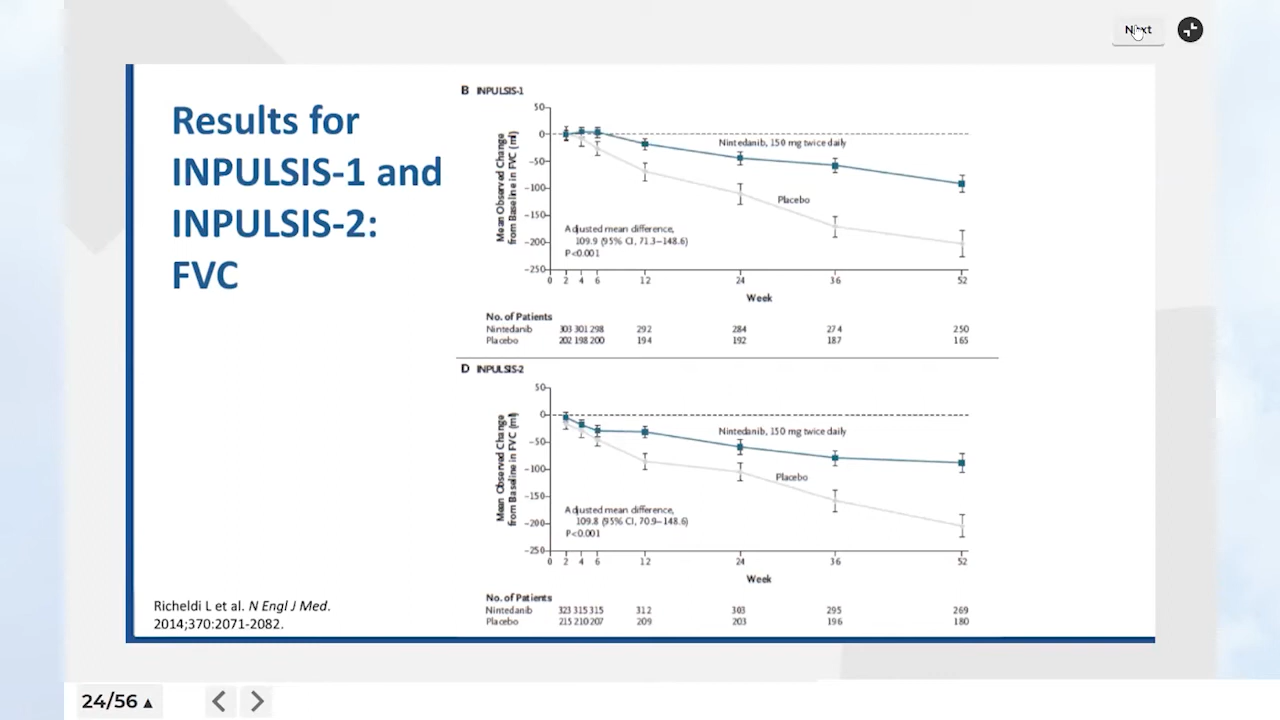 Next
Results for
INPULSIS-1 and
INPULSIS-2:
FVC
B INPULSIS-1
Mean Observed Change
from Baseline in FVC (ml)
50
0
−50
−100
−150
−200
−250
Nintedanib, 150 mg twice daily
Placebo
Adjusted mean difference,
109.9 (95% CI, 71.3–148.6)
P<0.001
0 2 4 6 12 24 36 52
Week
No. of Patients
Nintedanib 303 301 298 292 284 274 250
Placebo 202 198 200 194 192 187 165
D INPULSIS-2
Mean Observed Change
from Baseline in FVC (ml)
50
0
−50
−100
−150
−200
−250
Nintedanib, 150 mg twice daily
Placebo
Adjusted mean difference,
109.8 (95% CI, 70.9–148.6)
P<0.001
0 2 4 6 12 24 36 52
Week
No. of Patients
Nintedanib 323 315 315 312 303 295 269
Placebo 215 210 207 209 203 196 180
Richeldi L et al. N Engl J Med.
2014;370:2071-2082.
24/56